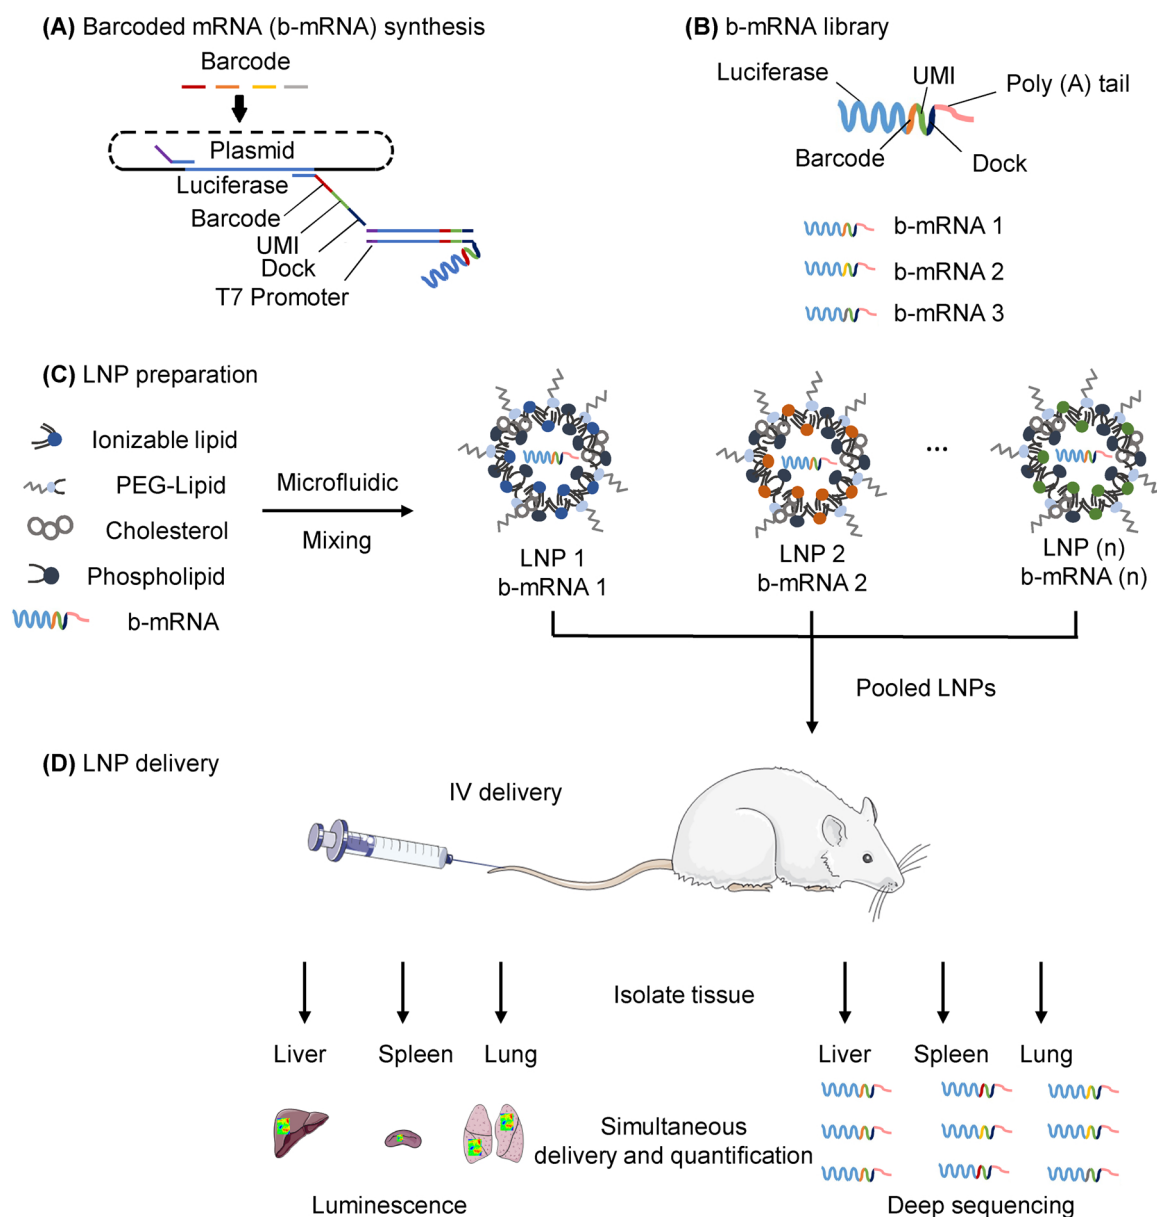 (A) Barcoded mRNA (b-mRNA) synthesis
Barcode
Plasmid
Luciferase
Barcode
UMI
Dock
T7 Promoter
(B) b-mRNA library
Luciferase
UMI
Poly (A) tail
Barcode
Dock
b-mRNA 1
b-mRNA 2
b-mRNA 3
(C) LNP preparation
Ionizable lipid
PEG-Lipid
Cholesterol
Phospholipid
b-mRNA
Microfluidic
Mixing
LNP 1
b-mRNA 1
LNP 2
b-mRNA 2
...
LNP (n)
b-mRNA (n)
Pooled LNPs
(D) LNP delivery
IV delivery
Isolate tissue
Liver
Spleen
Lung
Liver
Spleen
Lung
Simultaneous
delivery and quantification
Luminescence
Deep sequencing